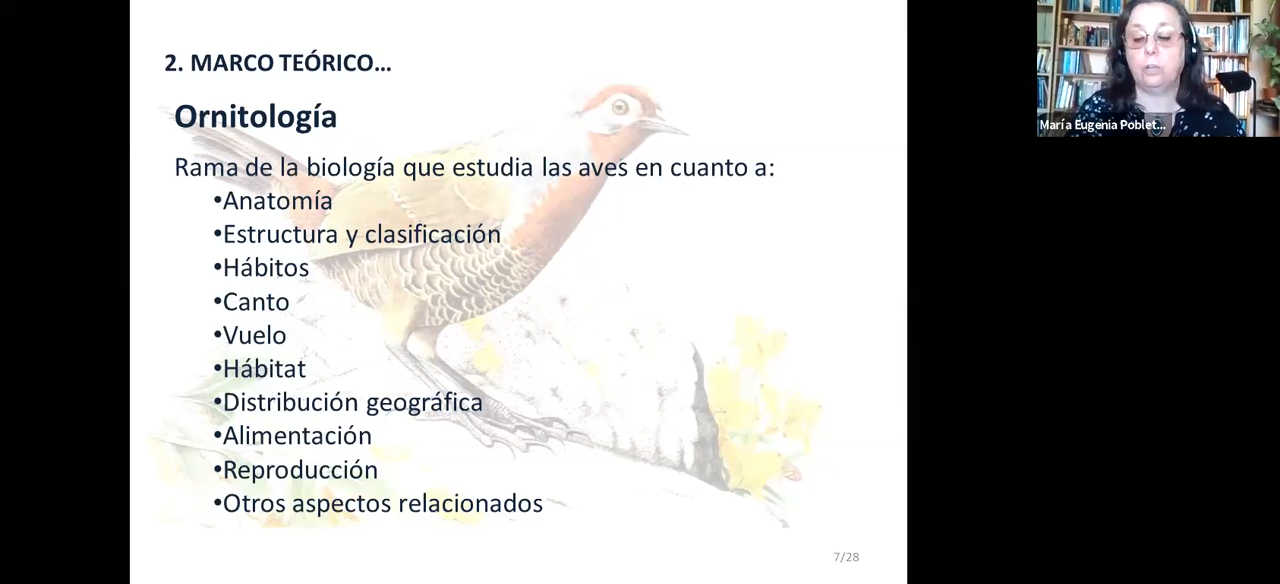 2. MARCO TEÓRICO...
Ornitología
Rama de la biología que estudia las aves en cuanto a:
•Anatomía
•Estructura y clasificación
•Hábitos
•Canto
•Vuelo
•Hábitat
•Distribución geográfica
•Alimentación
•Reproducción
•Otros aspectos relacionados
7/28
María Eugenia Poblet...